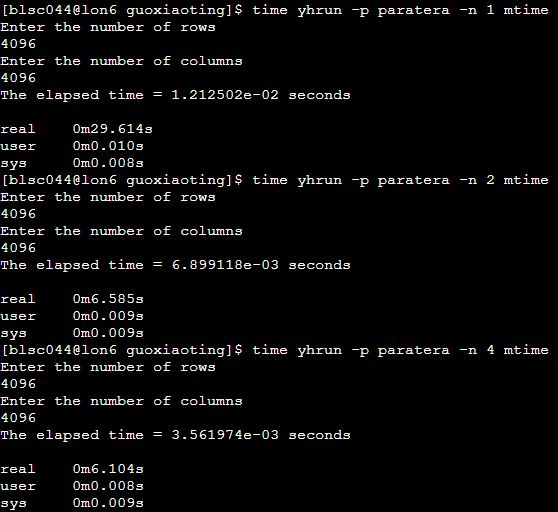 [blsc044@lon6 guoxiaoting]$ time yhrun -p paratera -n 1 mtime
Enter the number of rows
4096
Enter the number of columns
4096
The elapsed time = 1.212502e-02 seconds
real 0m29.614s
user 0m0.010s
sys 0m0.008s
[blsc044@lon6 guoxiaoting]$ time yhrun -p paratera -n 2 mtime
Enter the number of rows
4096
Enter the number of columns
4096
The elapsed time = 6.899118e-03 seconds
real 0m6.585s
user 0m0.009s
sys 0m0.009s
[blsc044@lon6 guoxiaoting]$ time yhrun -p paratera -n 4 mtime
Enter the number of rows
4096
Enter the number of columns
4096
The elapsed time = 3.561974e-03 seconds
real 0m6.104s
user 0m0.008s
sys 0m0.009s